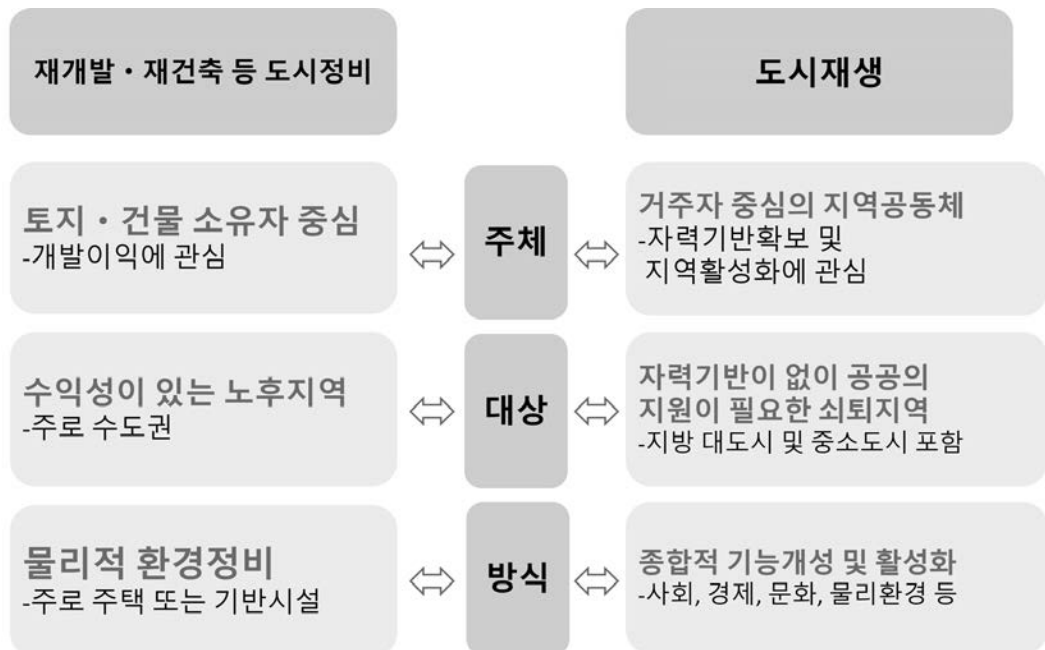 재개발・재건축 등 도시정비
도시재생
토지・건물 소유자 중심
-개발이익에 관심
주체
거주자 중심의 지역공동체
-자력기반확보 및
지역활성화에 관심
수익성이 있는 노후지역
-주로 수도권
대상
자력기반이 없이 공공의
지원이 필요한 쇠퇴지역
-지방 대도시 및 중소도시 포함
물리적 환경정비
-주로 주택 또는 기반시설
방식
종합적 기능개성 및 활성화
-사회, 경제, 문화, 물리환경 등